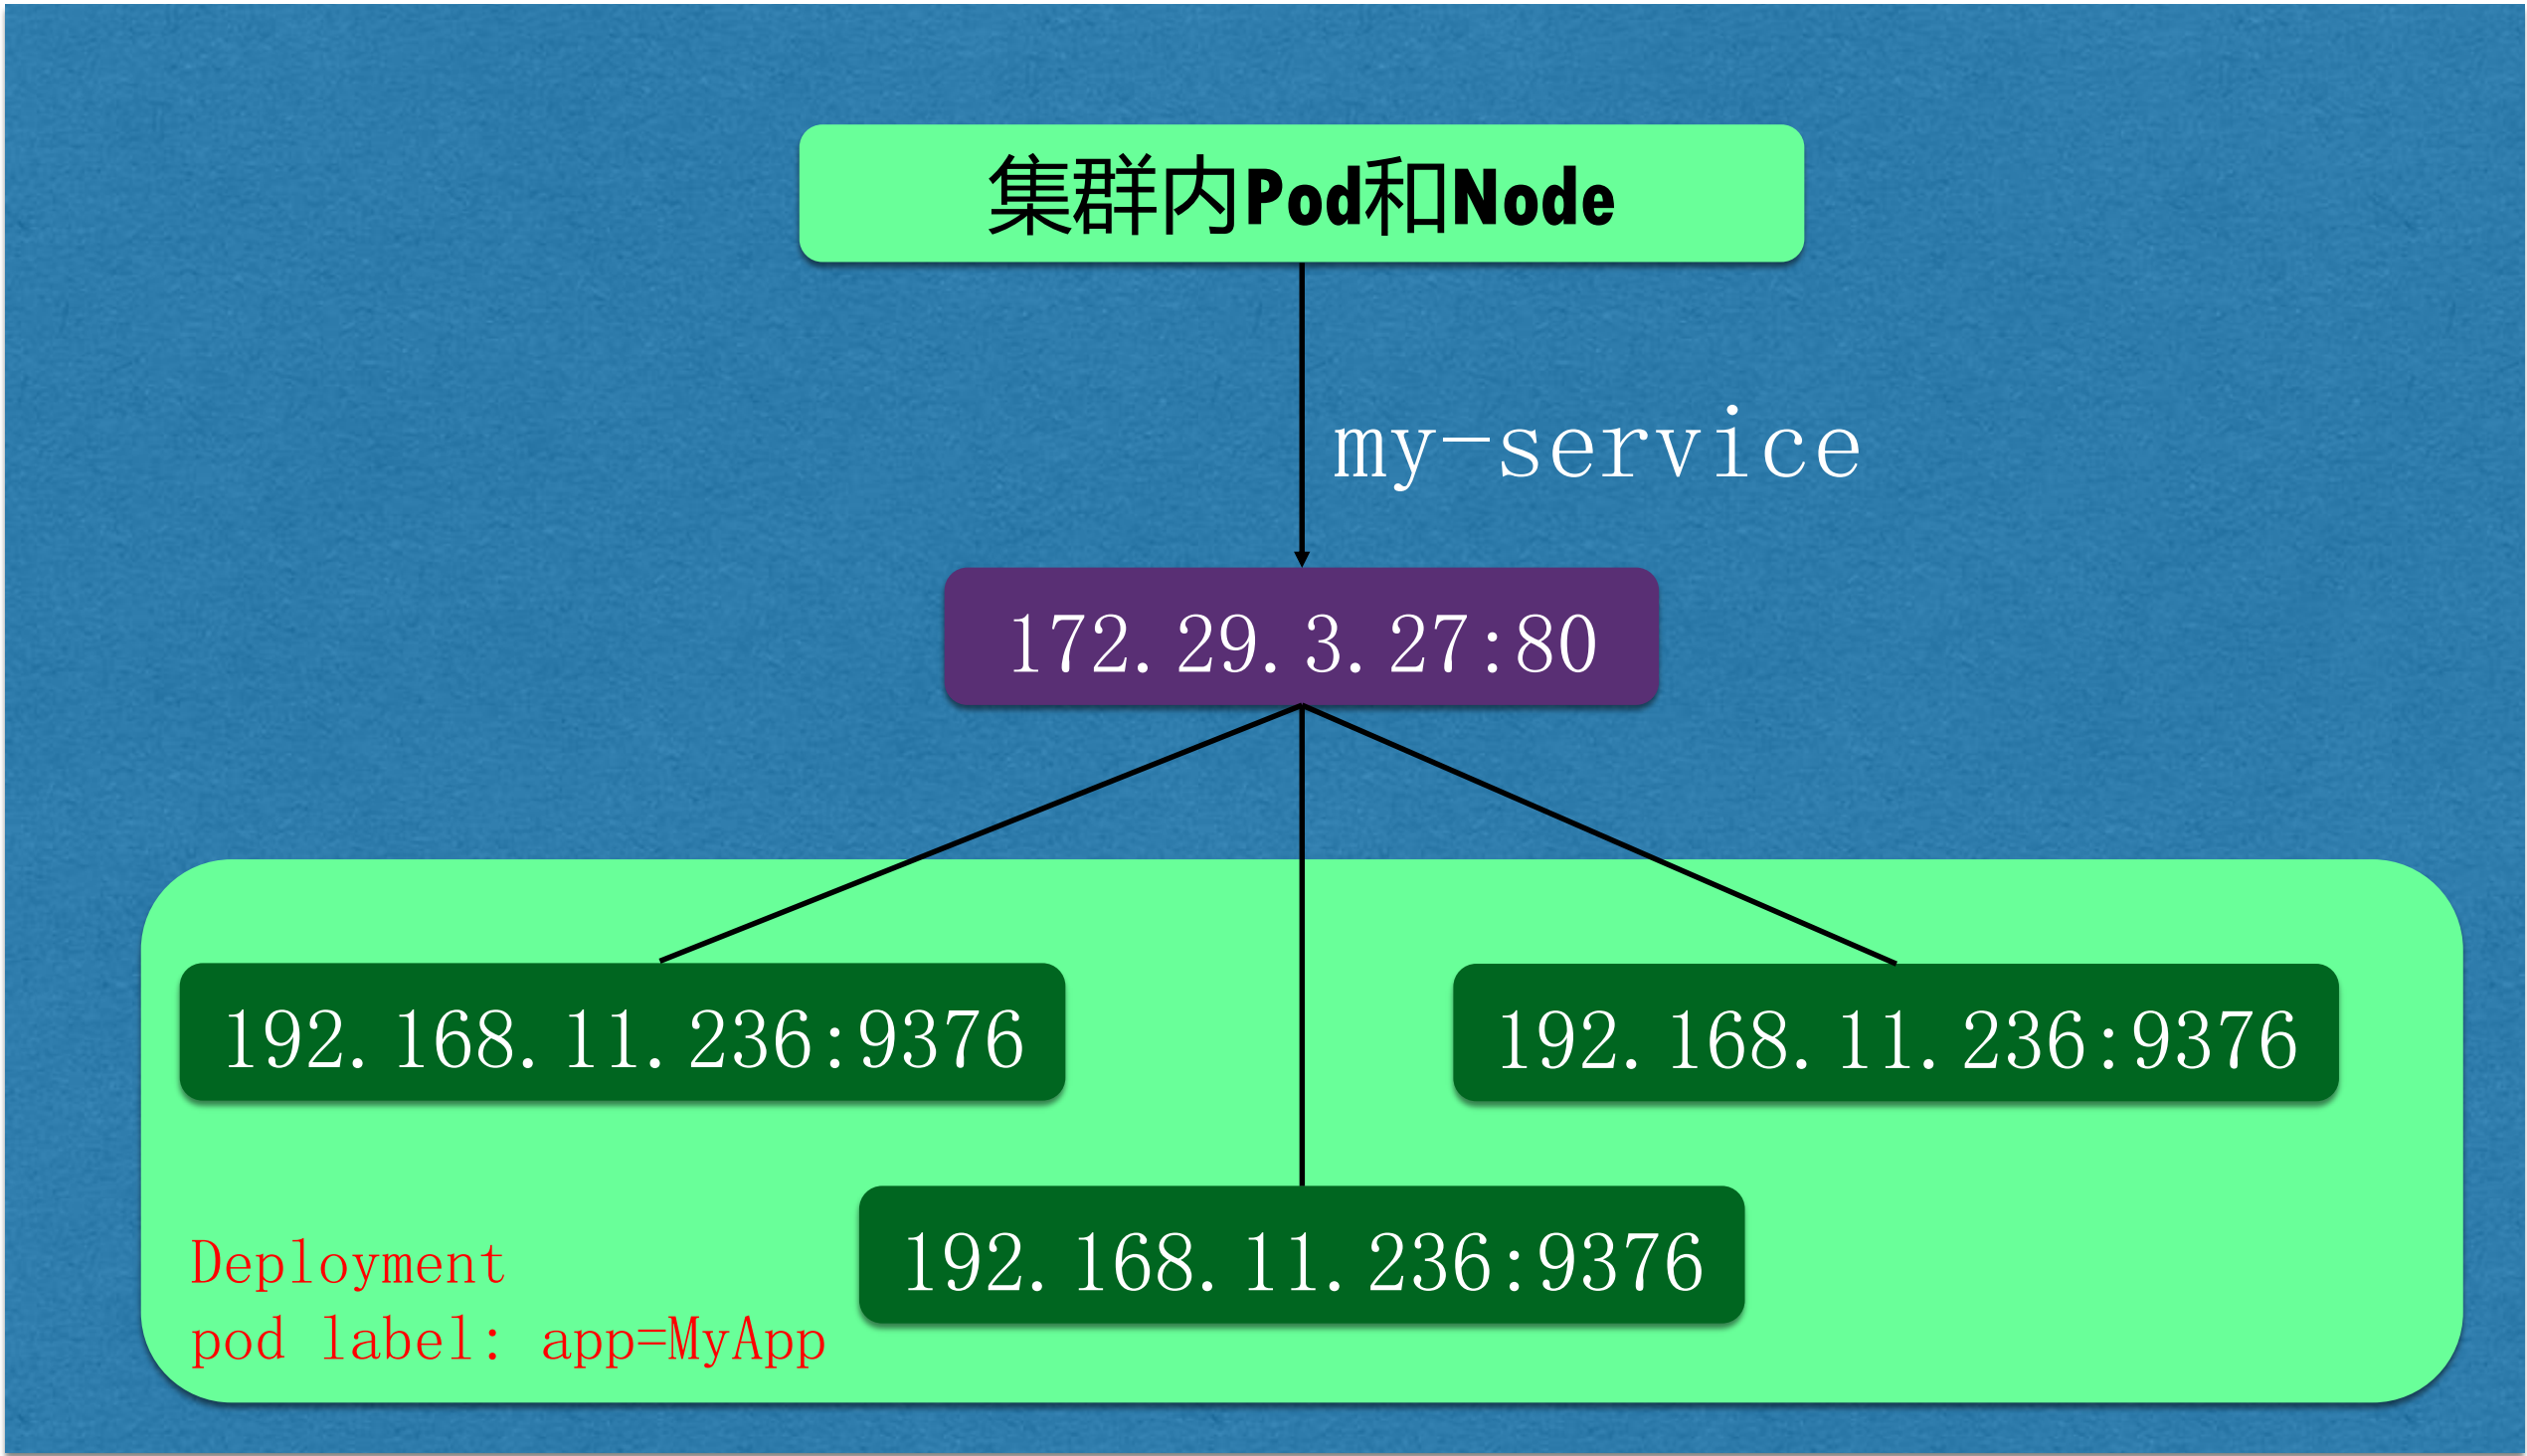 集群内Pod和Node
my-service
172.29.3.27:80
192.168.11.236:9376
192.168.11.236:9376
192.168.11.236:9376
Deployment
pod label: app=MyApp